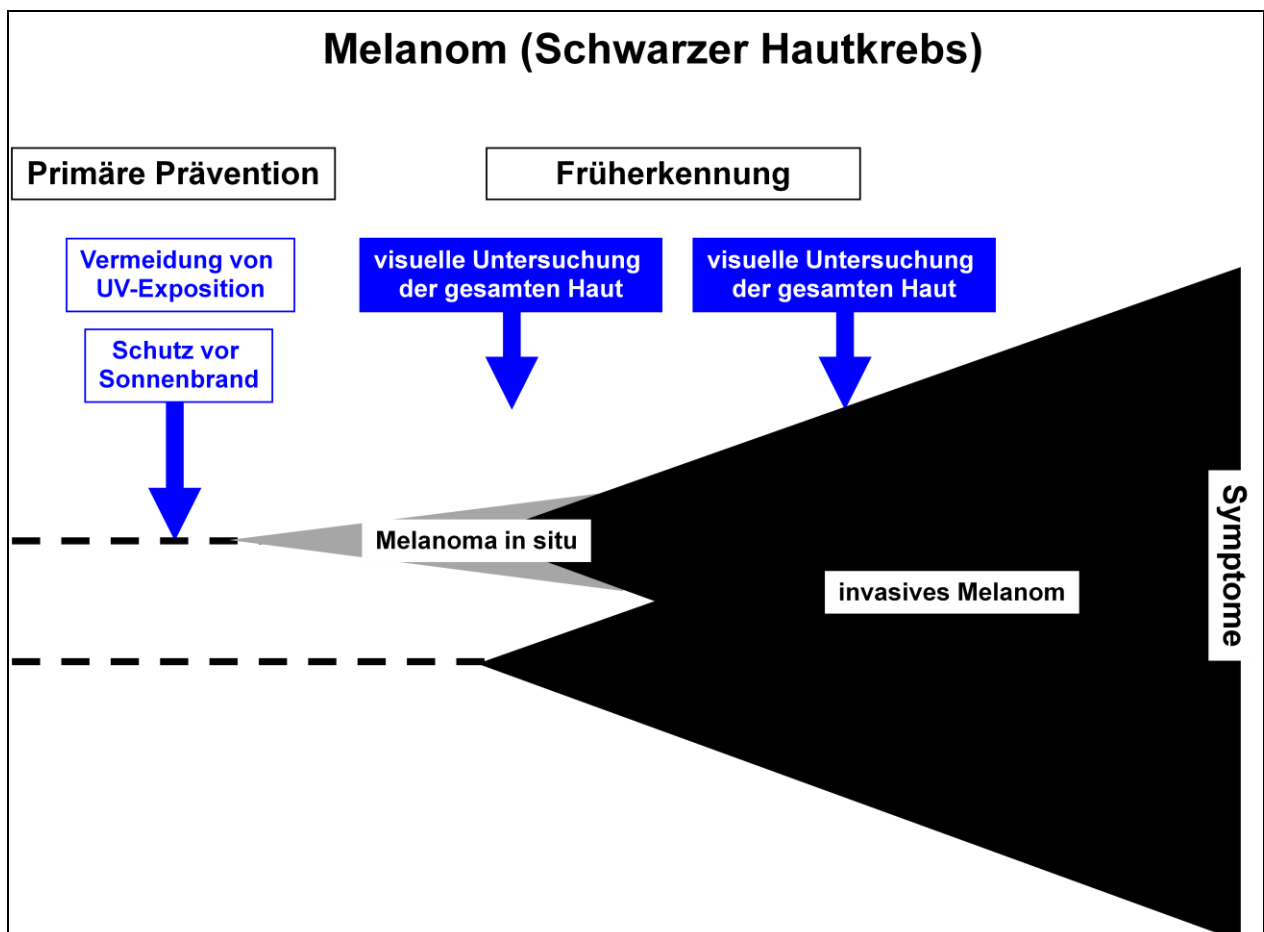 Melanom (Schwarzer Hautkrebs)
Primäre Prävention
Früherkennung
Vermeidung von
UV-Exposition
Schutz vor
Sonnenbrand
visuelle Untersuchung
der gesamten Haut
visuelle Untersuchung
der gesamten Haut
Melanoma in situ
invasives Melanom
Symptome